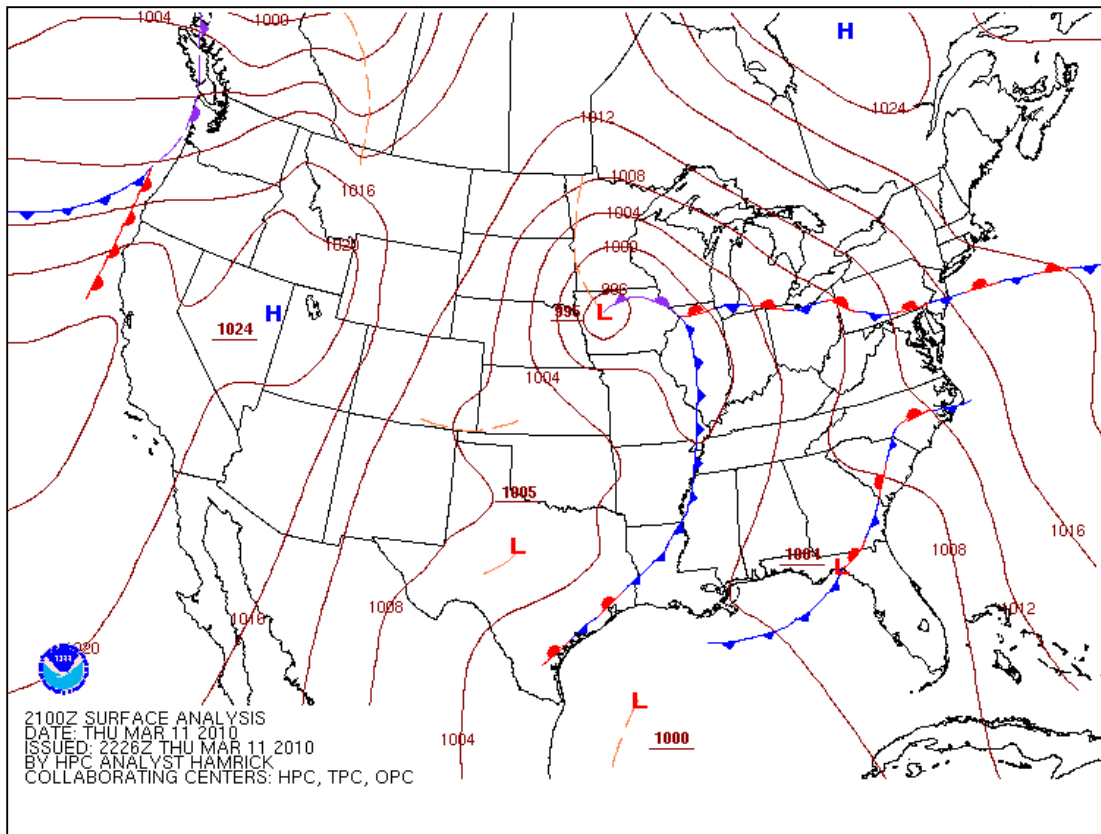 1004
1000
H
1024
1012
1016
1008
1004
1020
1000
996
H
1024
996
L
1004
1005
L
1004
L
1016
1008
1008
1012
1016
1020
L
1000
1004
2100Z SURFACE ANALYSIS
DATE: THU MAR 11 2010
ISSUED: 2226Z THU MAR 11 2010
BY HPC ANALYST HAMRICK
COLLABORATING CENTERS: HPC, TPC, OPC